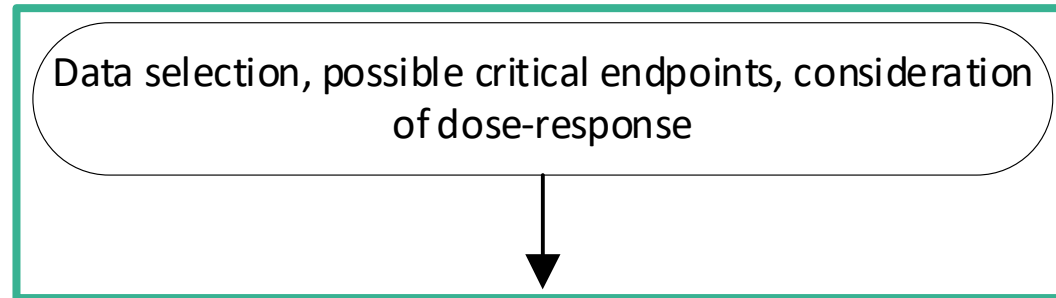 Data selection, possible critical endpoints, consideration
of dose-response